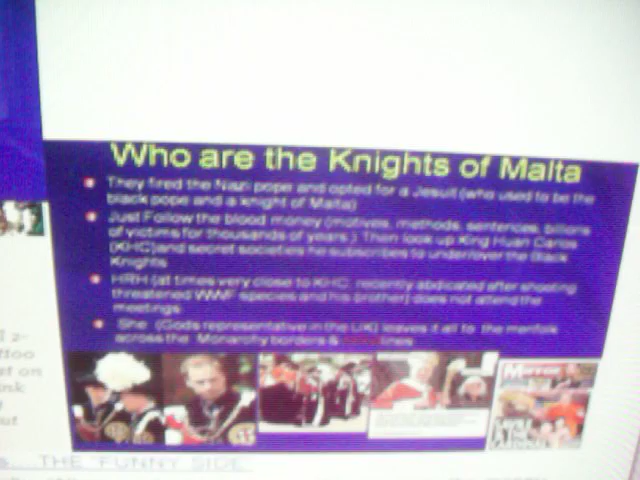 Who are the Knights of Malta
They fired the Nazi pope and opted for a Jesuit (who used to be the
black pope and a knight of Malta)
Just Follow the blood money (motives, methods, sentences, billions
of victims for thousands of years ) Then look up King Huan Carlos
(KHC)and secret societies he subscribes to under/over the Black
Knights
HRH (at times very close to KHC, recently abdicated after shooting
threatened WWF species and his brother) does not attend the
meetings
She (Gods representative in the UK) leaves it all to the menfolk
across the Monarchy borders & lines
MIRROR
THE FUNNY SIDE